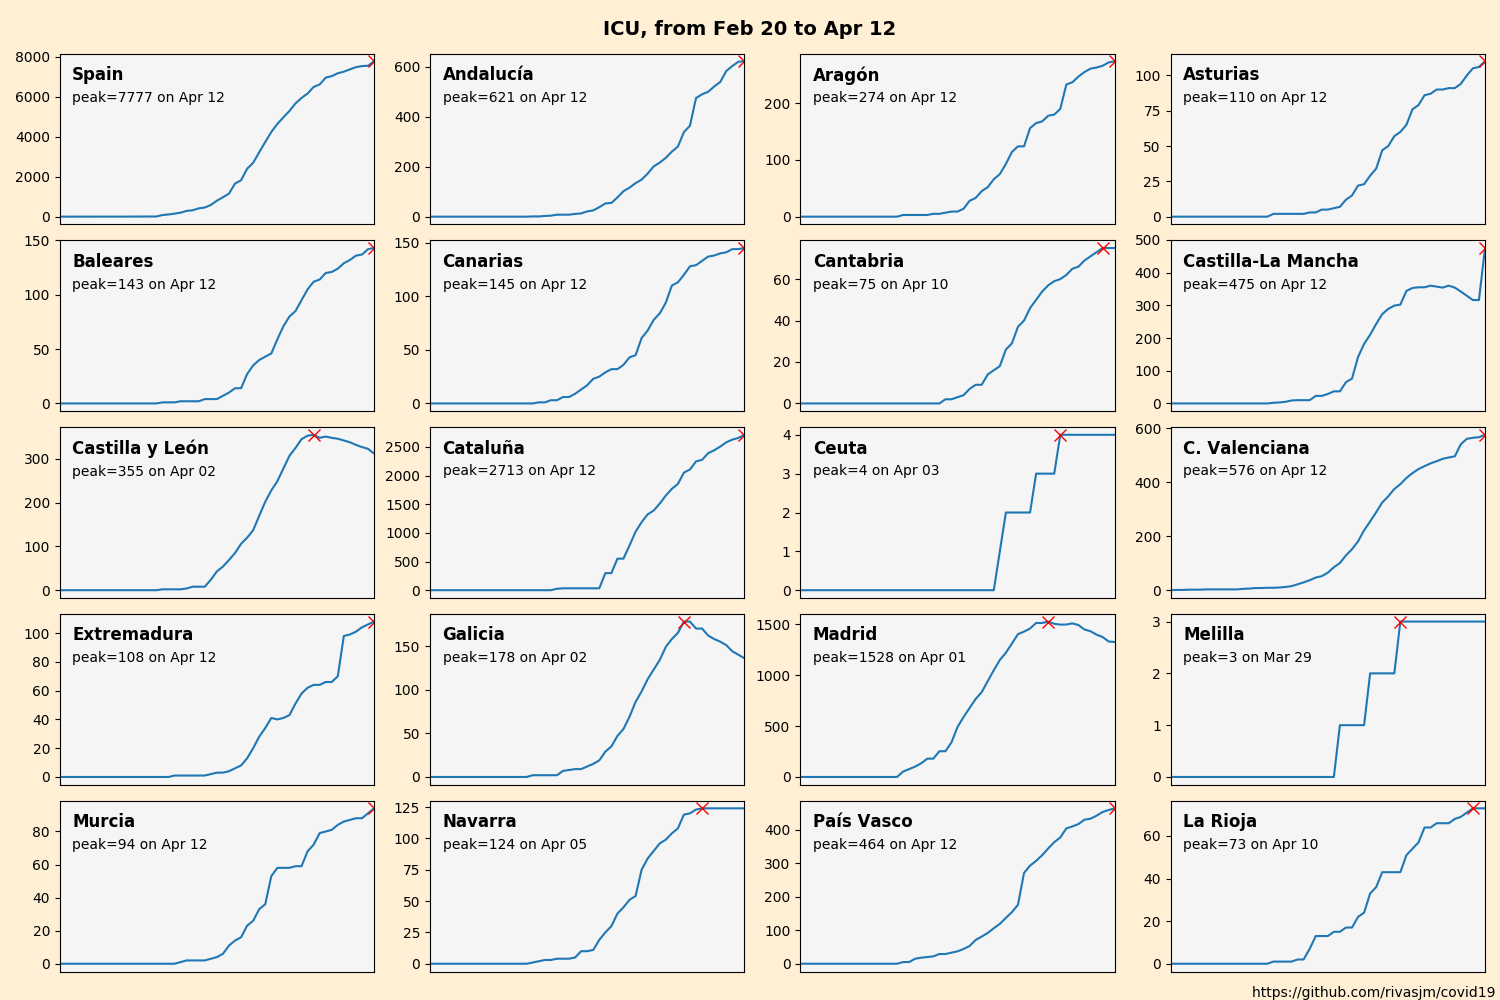 ICU, from Feb 20 to Apr 12
8000
6000
4000
2000
0
Spain
peak=7777 on Apr 12
600
400
200
0
Andalucía
peak=621 on Apr 12
200
100
0
Aragón
peak=274 on Apr 12
100
75
50
25
0
Asturias
peak=110 on Apr 12
150
100
50
0
Baleares
peak=143 on Apr 12
150
100
50
0
Canarias
peak=145 on Apr 12
60
40
20
0
Cantabria
peak=75 on Apr 10
500
400
300
200
100
0
Castilla-La Mancha
peak=475 on Apr 12
300
200
100
0
Castilla y León
peak=355 on Apr 02
2500
2000
1500
1000
500
0
Cataluña
peak=2713 on Apr 12
4
3
2
1
0
Ceuta
peak=4 on Apr 03
600
400
200
0
C. Valenciana
peak=576 on Apr 12
100
80
60
40
20
0
Extremadura
peak=108 on Apr 12
150
100
50
0
Galicia
peak=178 on Apr 02
1500
1000
500
0
Madrid
peak=1528 on Apr 01
3
2
1
0
Melilla
peak=3 on Mar 29
80
60
40
20
0
Murcia
peak=94 on Apr 12
125
100
75
50
25
0
Navarra
peak=124 on Apr 05
400
300
200
100
0
País Vasco
peak=464 on Apr 12
60
40
20
0
La Rioja
peak=73 on Apr 10
https://github.com/rivasjm/covid19